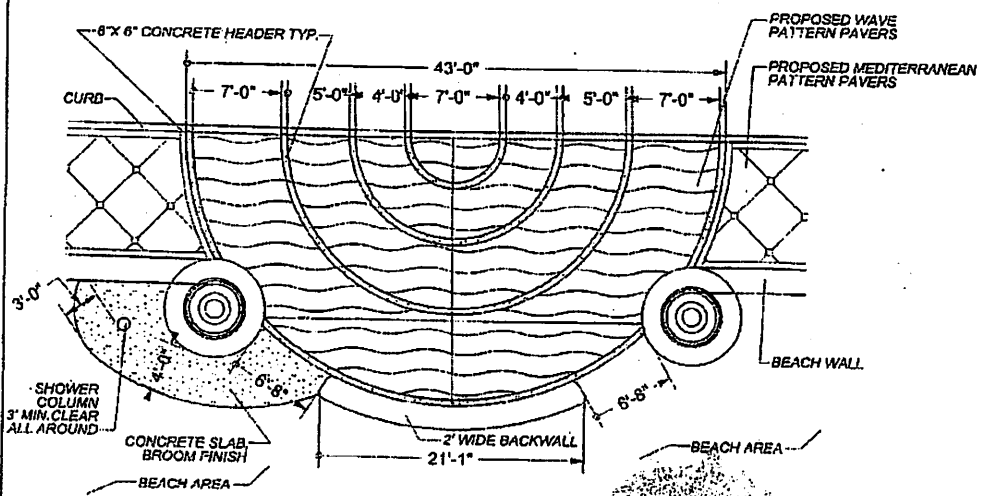 6"X 6" CONCRETE HEADER TYP.
PROPOSED WAVE
PATTERN PAVERS
43'-0"
PROPOSED MEDITERRANEAN
PATTERN PAVERS
CURB
7'-0"
5'-0"
4'-0"
7'-0"
4'-0"
5'-0"
7'-0"
3'-0"
4'-0"
6'-8"
6'-8"
BEACH WALL
SHOWER
COLUMN
3' MIN. CLEAR
ALL AROUND
CONCRETE SLAB,
BROOM FINISH
2' WIDE BACKWALL
21'-1"
BEACH AREA
BEACH AREA